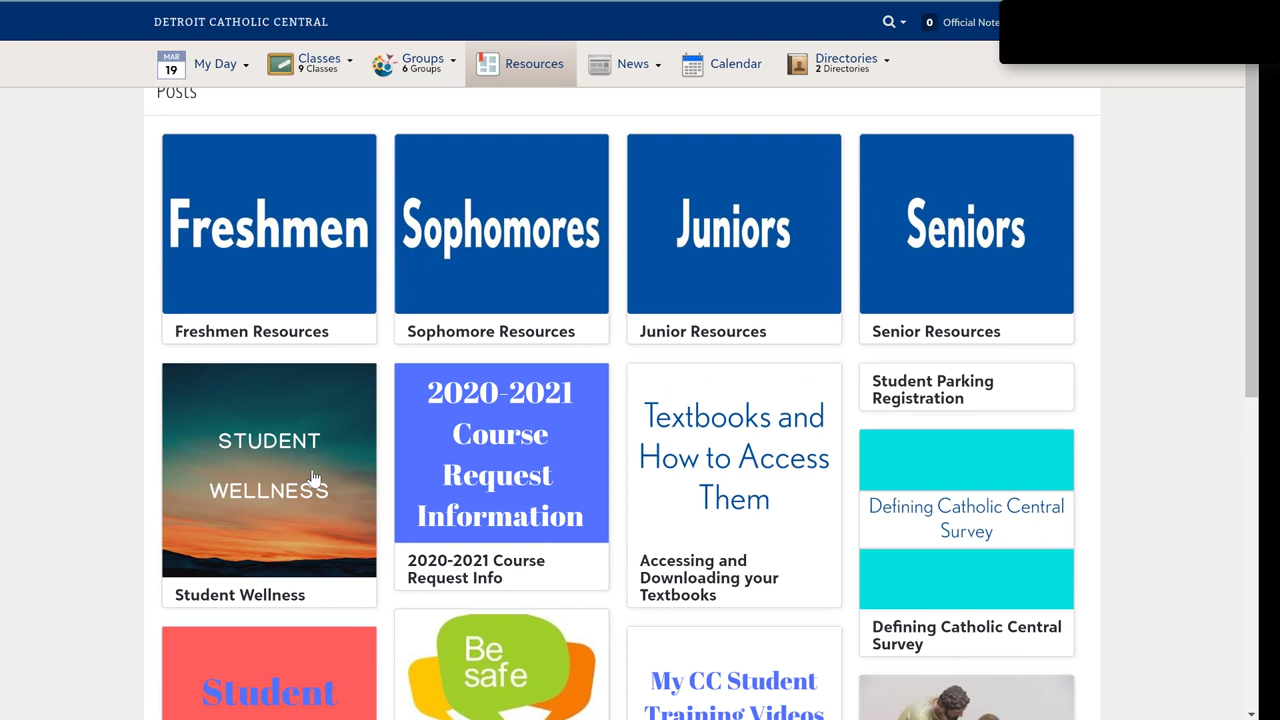 DETROIT CATHOLIC CENTRAL
0 Official Note
MAR
19
My Day
Classes
9 Classes
Groups
6 Groups
Resources
News
Calendar
Directories
2 Directories
Posts
Freshmen
Sophomores
Juniors
Seniors
Freshmen Resources
Sophomore Resources
Junior Resources
Senior Resources
STUDENT
WELLNESS
Student Wellness
2020-2021
Course
Request
Information
2020-2021 Course
Request Info
Textbooks and
How to Access
Them
Accessing and
Downloading your
Textbooks
Student Parking
Registration
Defining Catholic Central
Survey
Defining Catholic Central
Survey
Student
Be
safe
My CC Student
Training Videos